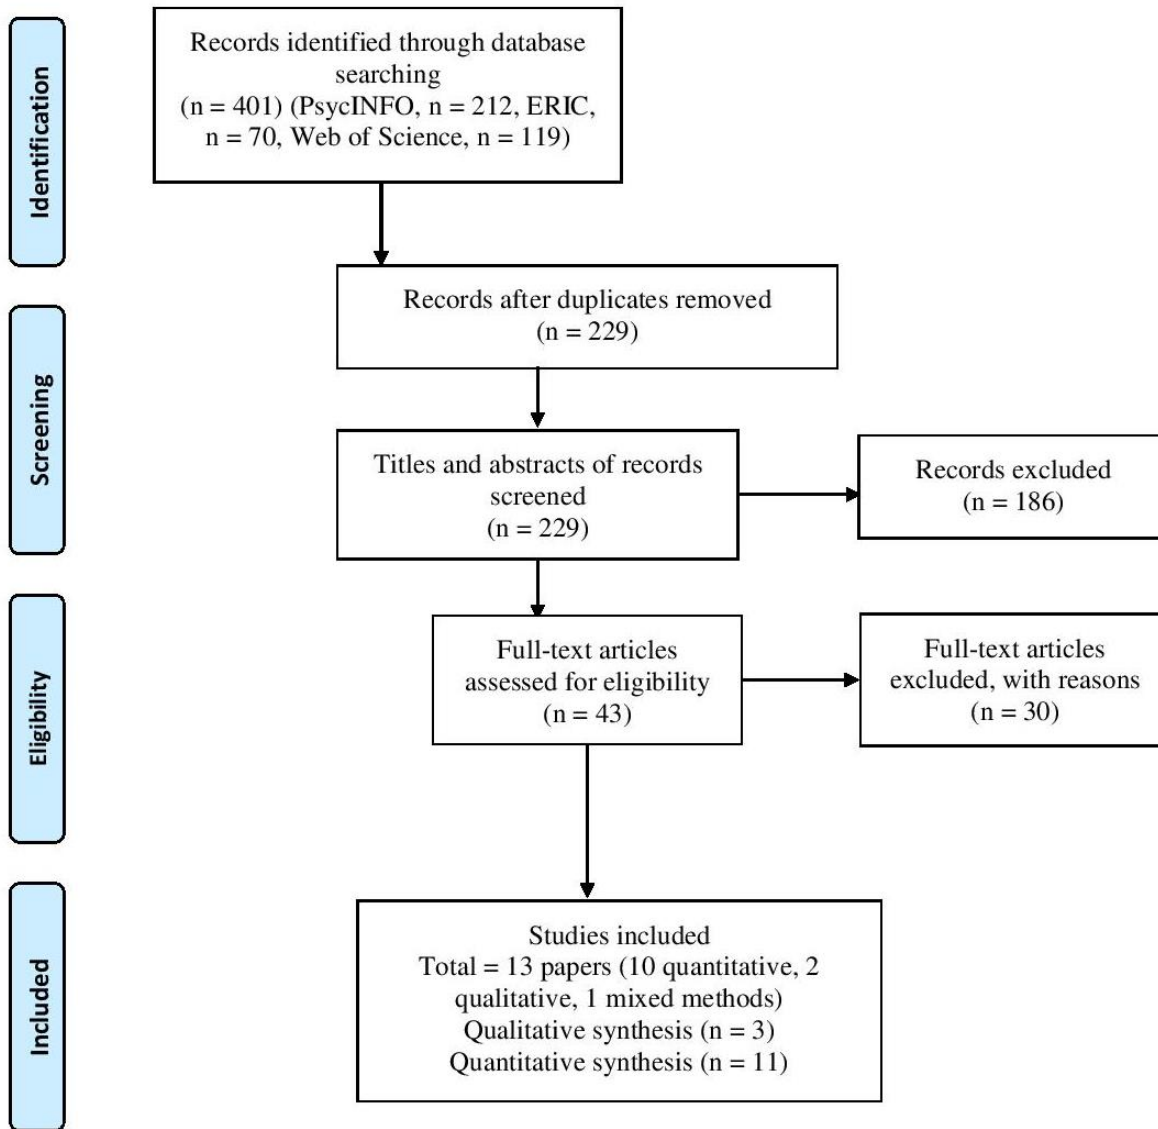 Identification
Records identified through database
searching
(n = 401) (PsycINFO, n = 212, ERIC,
n = 70, Web of Science, n = 119)
Records after duplicates removed
(n = 229)
Screening
Titles and abstracts of records
screened
(n = 229)
Records excluded
(n = 186)
Eligibility
Full-text articles
assessed for eligibility
(n = 43)
Full-text articles
excluded, with reasons
(n = 30)
Included
Studies included
Total = 13 papers (10 quantitative, 2
qualitative, 1 mixed methods)
Qualitative synthesis (n = 3)
Quantitative synthesis (n = 11)